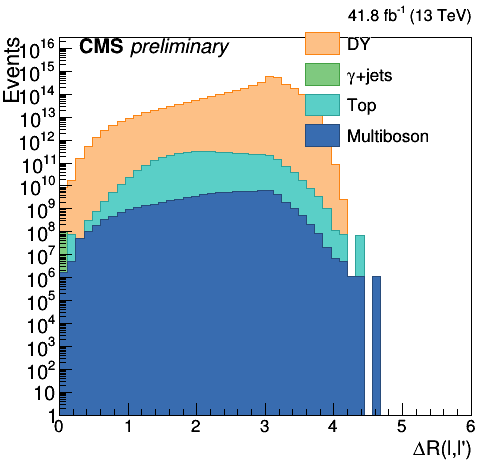 41.8 fb⁻¹ (13 TeV)
CMS preliminary
Events
DY
γ+jets
Top
Multiboson
10¹⁶
10¹⁵
10¹⁴
10¹³
10¹²
10¹¹
10¹⁰
10⁹
10⁸
10⁷
10⁶
10⁵
10⁴
10³
10²
10
1
0 1 2 3 4 5 6
ΔR(l,l')